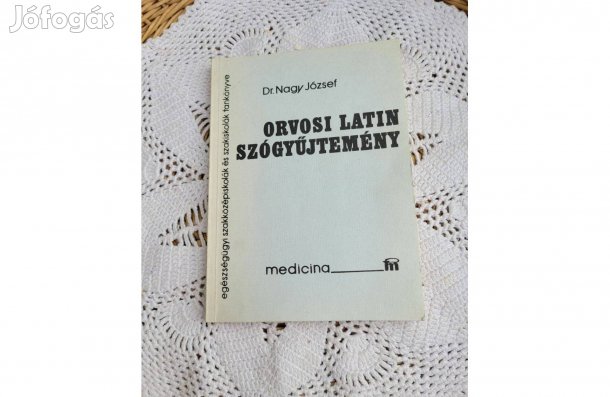 Jófogás
Dr. Nagy József
ORVOSI LATIN
SZÓGYŰJTEMÉNY
medicina
egészségügyi szakközépiskolák és szakiskolák tankönyve